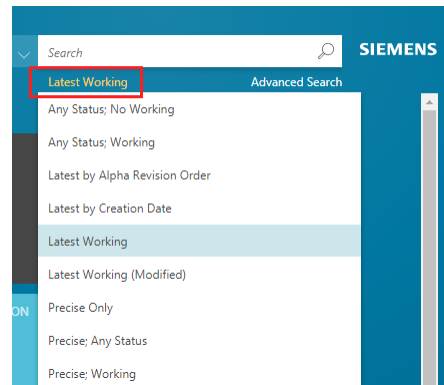 Search
SIEMENS
Latest Working
Advanced Search
Any Status; No Working
Any Status; Working
Latest by Alpha Revision Order
Latest by Creation Date
Latest Working
Latest Working (Modified)
Precise Only
ON
Precise; Any Status
Precise; Working